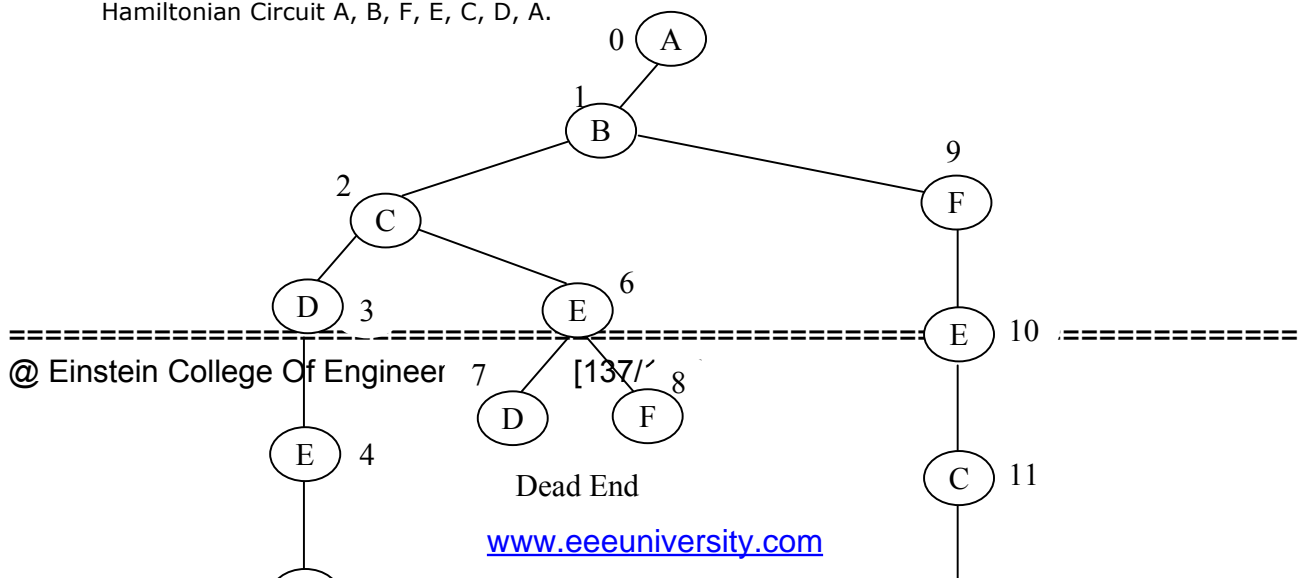 Hamiltonian Circuit A, B, F, E, C, D, A.
0 A
1
B
9
2
F
C
6
D 3 E
E 10
@ Einstein College Of Engineer
[137/
7
8
D F
E 4
C 11
Dead End
www.eeeuniversity.com